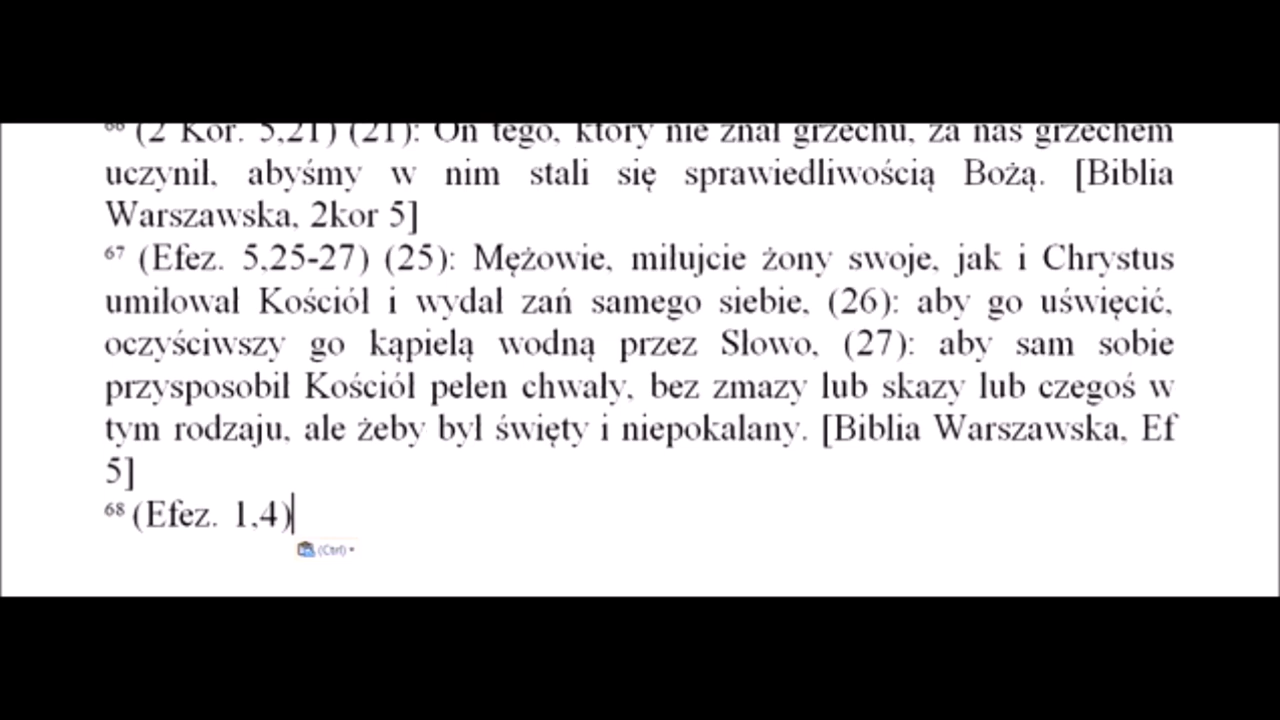 ⁶⁶ (2 Kor. 5,21) (21): On tego, który nie znał grzechu, za nas grzechem
uczynił, abyśmy w nim stali się sprawiedliwością Bożą. [Biblia
Warszawska, 2kor 5]
⁶⁷ (Efez. 5,25-27) (25): Mężowie, miłujcie żony swoje, jak i Chrystus
umiłował Kościół i wydał zań samego siebie, (26): aby go uświęcić,
oczyściwszy go kąpielą wodną przez Słowo, (27): aby sam sobie
przysposobił Kościół pełen chwały, bez zmazy lub skazy lub czegoś w
tym rodzaju, ale żeby był święty i niepokalany. [Biblia Warszawska, Ef
5]
⁶⁸ (Efez. 1,4)
(Ctrl)